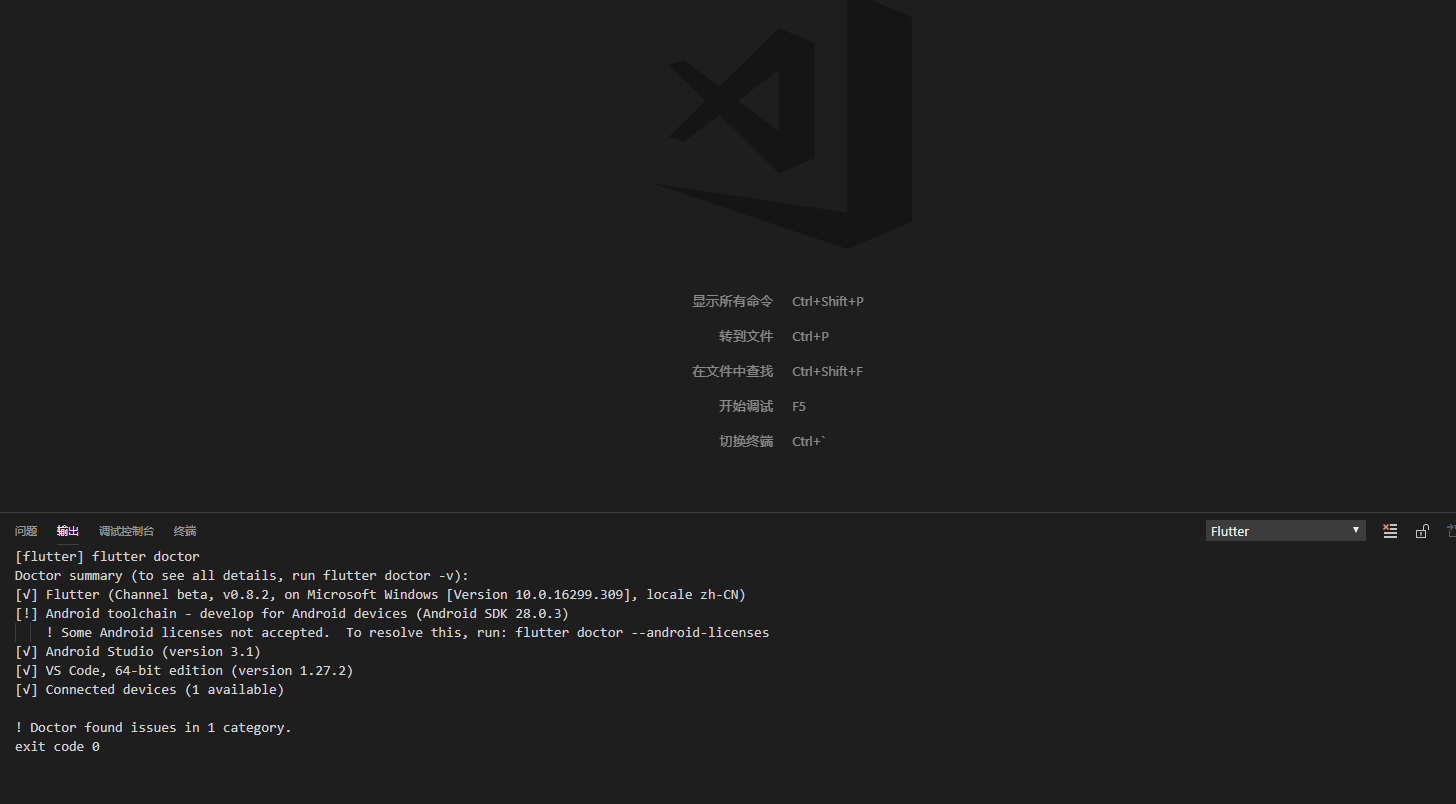 显示所有命令 Ctrl+Shift+P
转到文件 Ctrl+P
在文件中查找 Ctrl+Shift+F
开始调试 F5
切换终端 Ctrl+`
问题 输出 调试控制台 终端 Flutter
[flutter] flutter doctor
Doctor summary (to see all details, run flutter doctor -v):
[√] Flutter (Channel beta, v0.8.2, on Microsoft Windows [Version 10.0.16299.309], locale zh-CN)
[!] Android toolchain - develop for Android devices (Android SDK 28.0.3)
! Some Android licenses not accepted.  To resolve this, run: flutter doctor --android-licenses
[√] Android Studio (version 3.1)
[√] VS Code, 64-bit edition (version 1.27.2)
[√] Connected devices (1 available)
! Doctor found issues in 1 category.
exit code 0